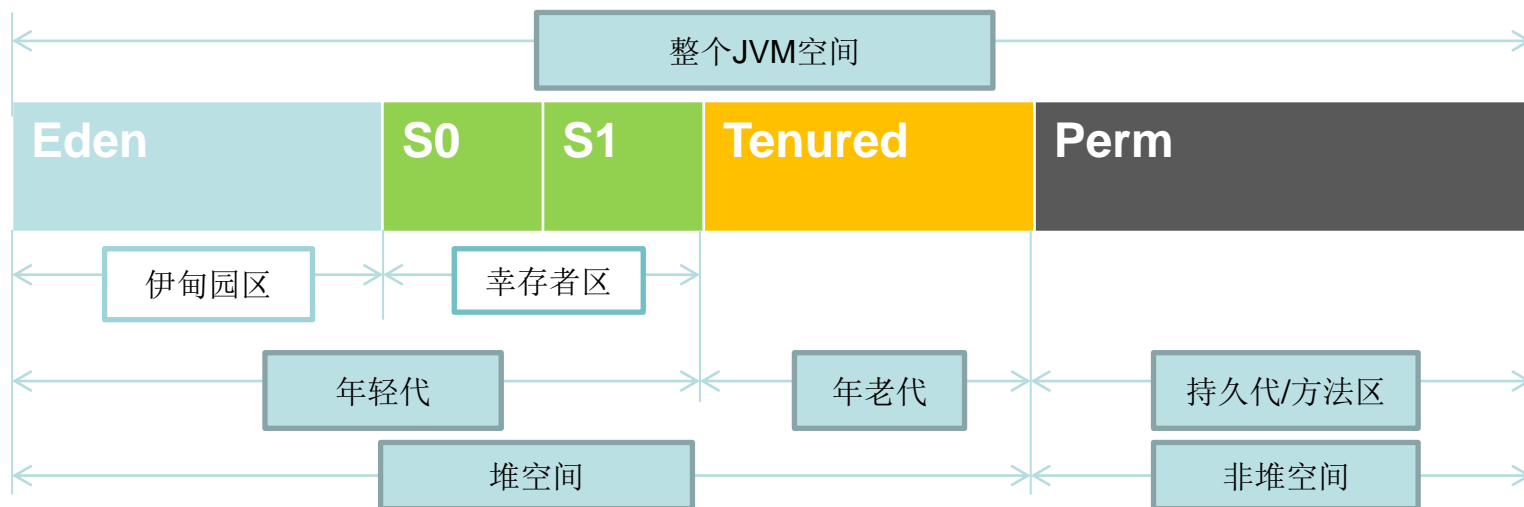 整个JVM空间
Eden
S0
S1
Tenured
Perm
伊甸园区
幸存者区
年轻代
年老代
持久代/方法区
堆空间
非堆空间